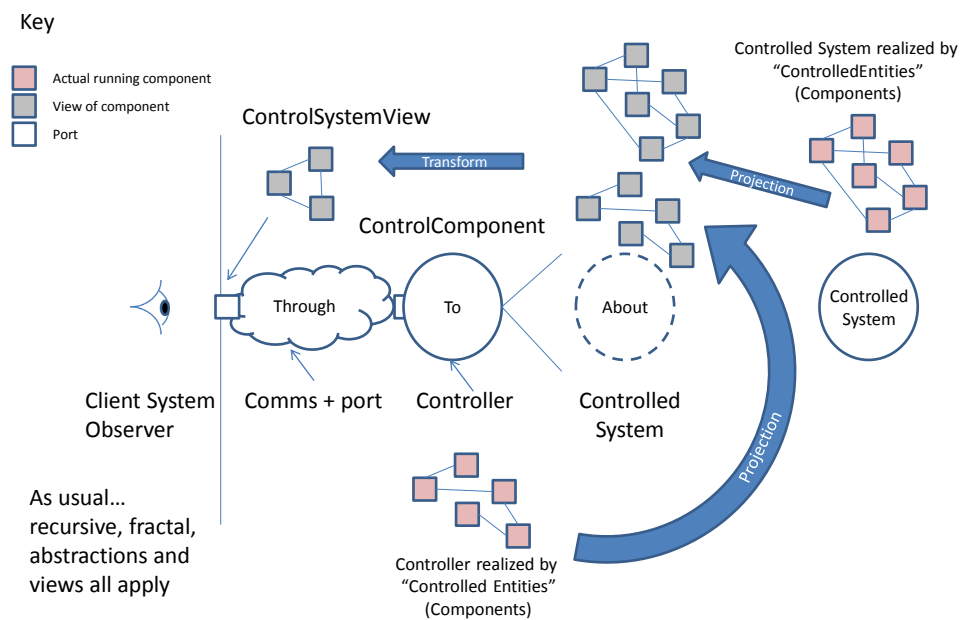 Key
Actual running component
View of component
Port
ControlSystemView
Transform
Controlled System realized by
“ControlledEntities”
(Components)
Projection
ControlComponent
Through
To
About
Controlled
System
Client System
Observer
Comms + port
Controller
Controlled
System
Projection
As usual…
recursive, fractal,
abstractions and
views all apply
Controller realized by
“Controlled Entities”
(Components)